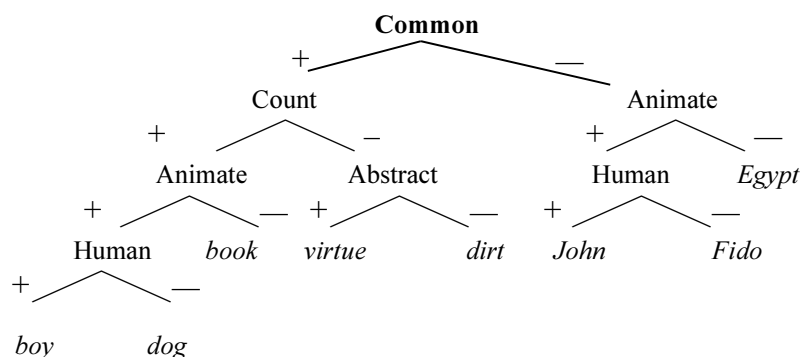 Common
+ —
Count Animate
+ – + —
Animate Abstract Human Egypt
+ — + — + —
Human book virtue dirt John Fido
+ —
boy dog